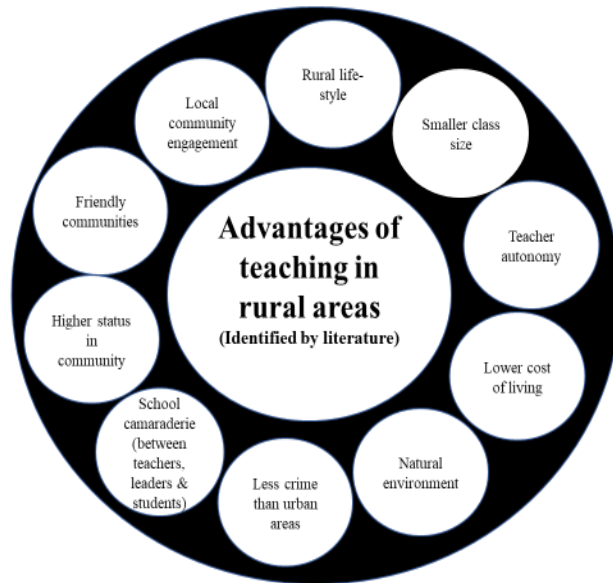 Advantages of
teaching in
rural areas
(Identified by literature)
Rural life-
style
Smaller class
size
Teacher
autonomy
Lower cost
of living
Natural
environment
Less crime
than urban
areas
School
camaraderie
(between
teachers,
leaders &
students)
Higher status
in
community
Friendly
communities
Local
community
engagement